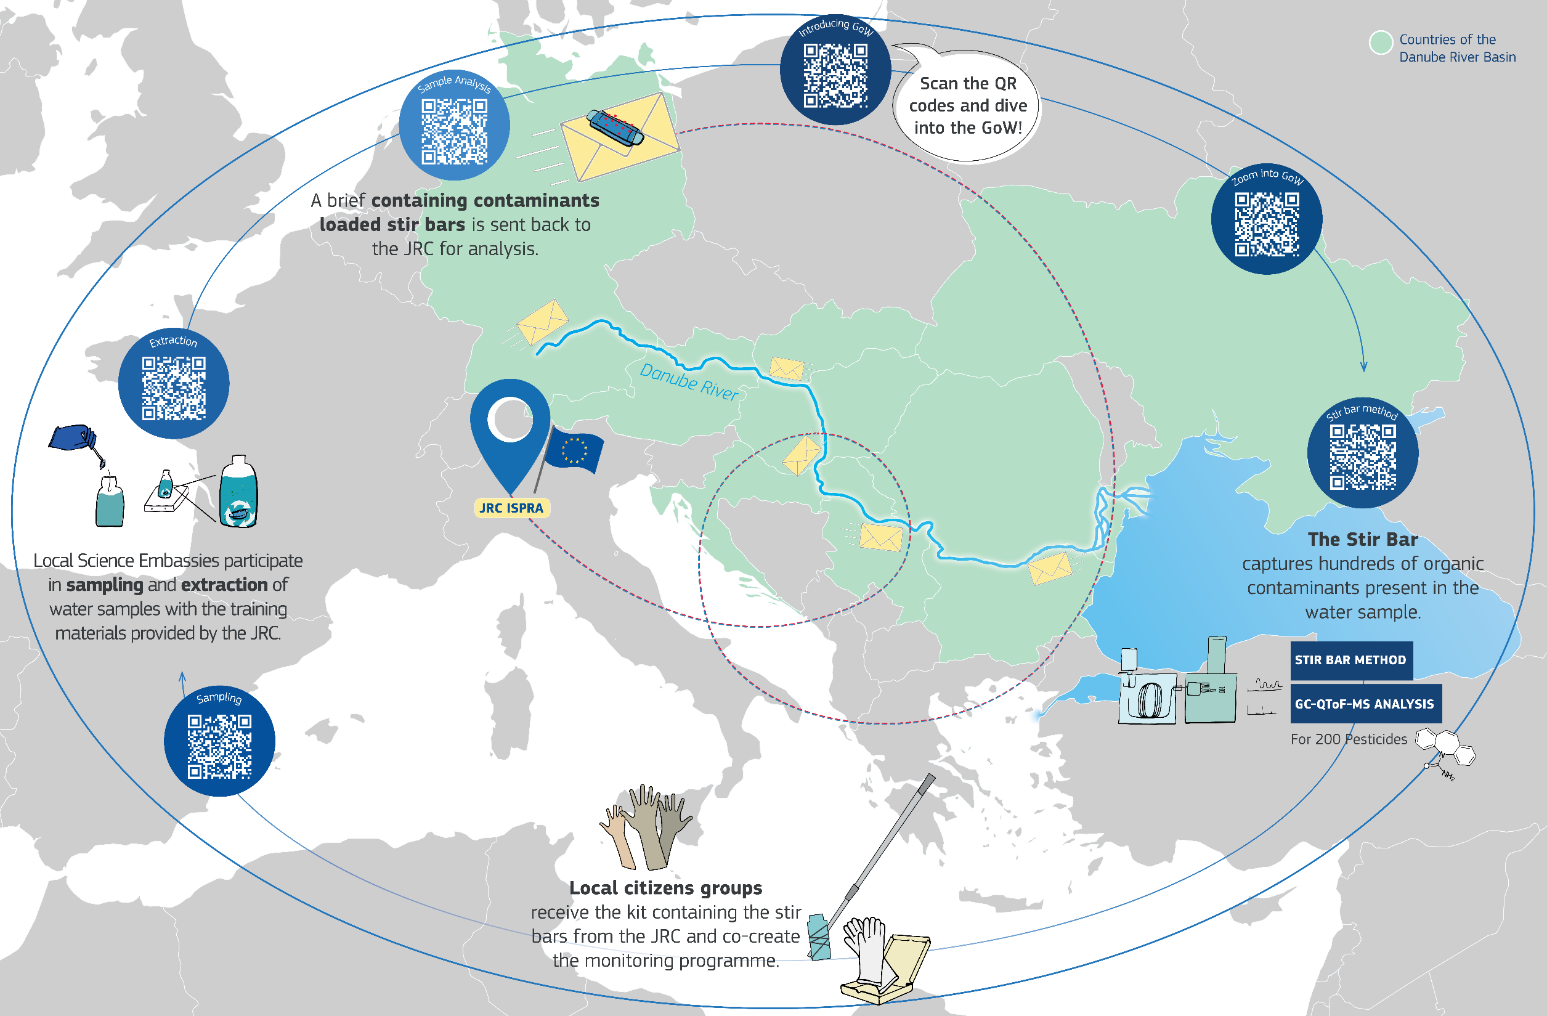 Introducing GoW
Scan the QR
codes and dive
into the GoW!
Countries of the
Danube River Basin
Sample Analysis
A brief containing contaminants
loaded stir bars is sent back to
the JRC for analysis.
Zoom into GoW
Extraction
Danube River
JRC ISPRA
Stir bar method
The Stir Bar
captures hundreds of organic
contaminants present in the
water sample.
STIR BAR METHOD
GC-QToF-MS ANALYSIS
For 200 Pesticides
Local Science Embassies participate
in sampling and extraction of
water samples with the training
materials provided by the JRC.
Sampling
Local citizens groups
receive the kit containing the stir
bars from the JRC and co-create
the monitoring programme.